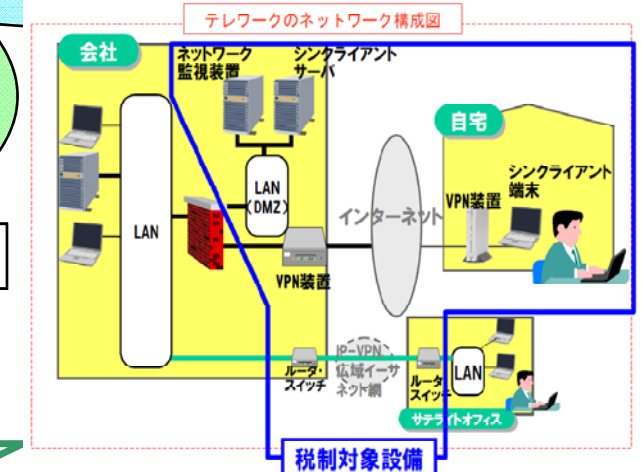 テレワークのネットワーク構成図
会社
ネットワーク
監視装置
シンクライアント
サーバ
自宅
シンクライアント
端末
VPN装置
LAN
(DMZ)
LAN
インターネット
VPN装置
IP-VPN
広域イーサ
ネット網
ルータ・
スイッチ
ルータ
スイッチ
LAN
サテライトオフィス
税制対象設備